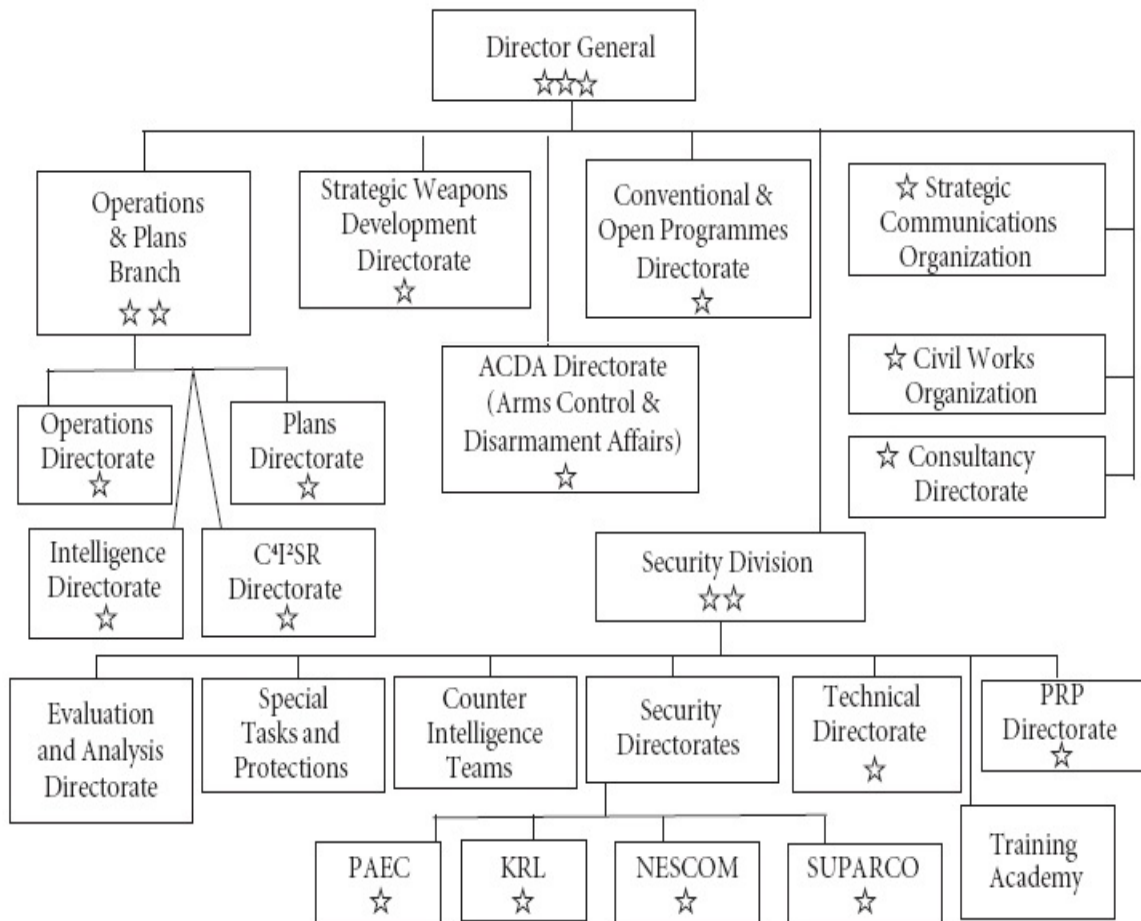 Director General
☆☆☆
Operations
& Plans
Branch
☆ ☆
Strategic Weapons
Development
Directorate
☆
Conventional &
Open Programmes
Directorate
☆
☆ Strategic
Communications
Organization
ACDA Directorate
(Arms Control &
Disarmament Affairs)
☆
☆ Civil Works
Organization
☆ Consultancy
Directorate
Operations
Directorate
☆
Plans
Directorate
☆
Intelligence
Directorate
☆
C⁴I²SR
Directorate
☆
Security Division
☆☆
Evaluation
and Analysis
Directorate
Special
Tasks and
Protections
Counter
Intelligence
Teams
Security
Directorates
Technical
Directorate
☆
PRP
Directorate
☆
PAEC
☆
KRL
☆
NESCOM
☆
SUPARCO
☆
Training
Academy